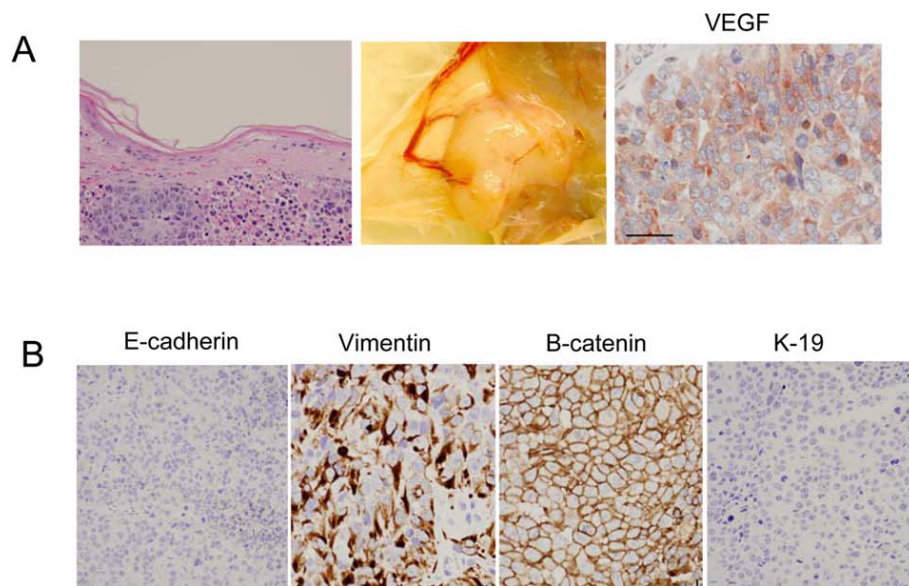 A
VEGF
B
E-cadherin
Vimentin
B-catenin
K-19